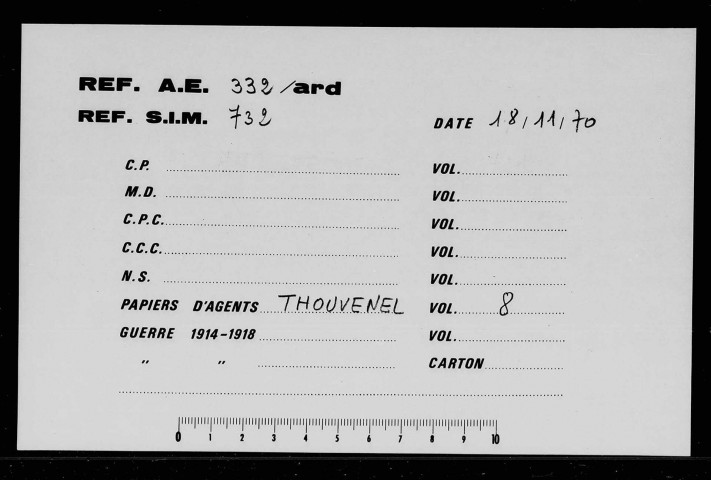 REF. A.E. 332/ard
REF. S.I.M. 732
DATE 18/11/70
C.P. VOL.
M.D. VOL.
C.P.C. VOL.
C.C.C. VOL.
N.S. VOL.
PAPIERS D'AGENTS THOUVENEL VOL. 8
GUERRE 1914-1918 VOL.
" " CARTON
0 1 2 3 4 5 6 7 8 9 10